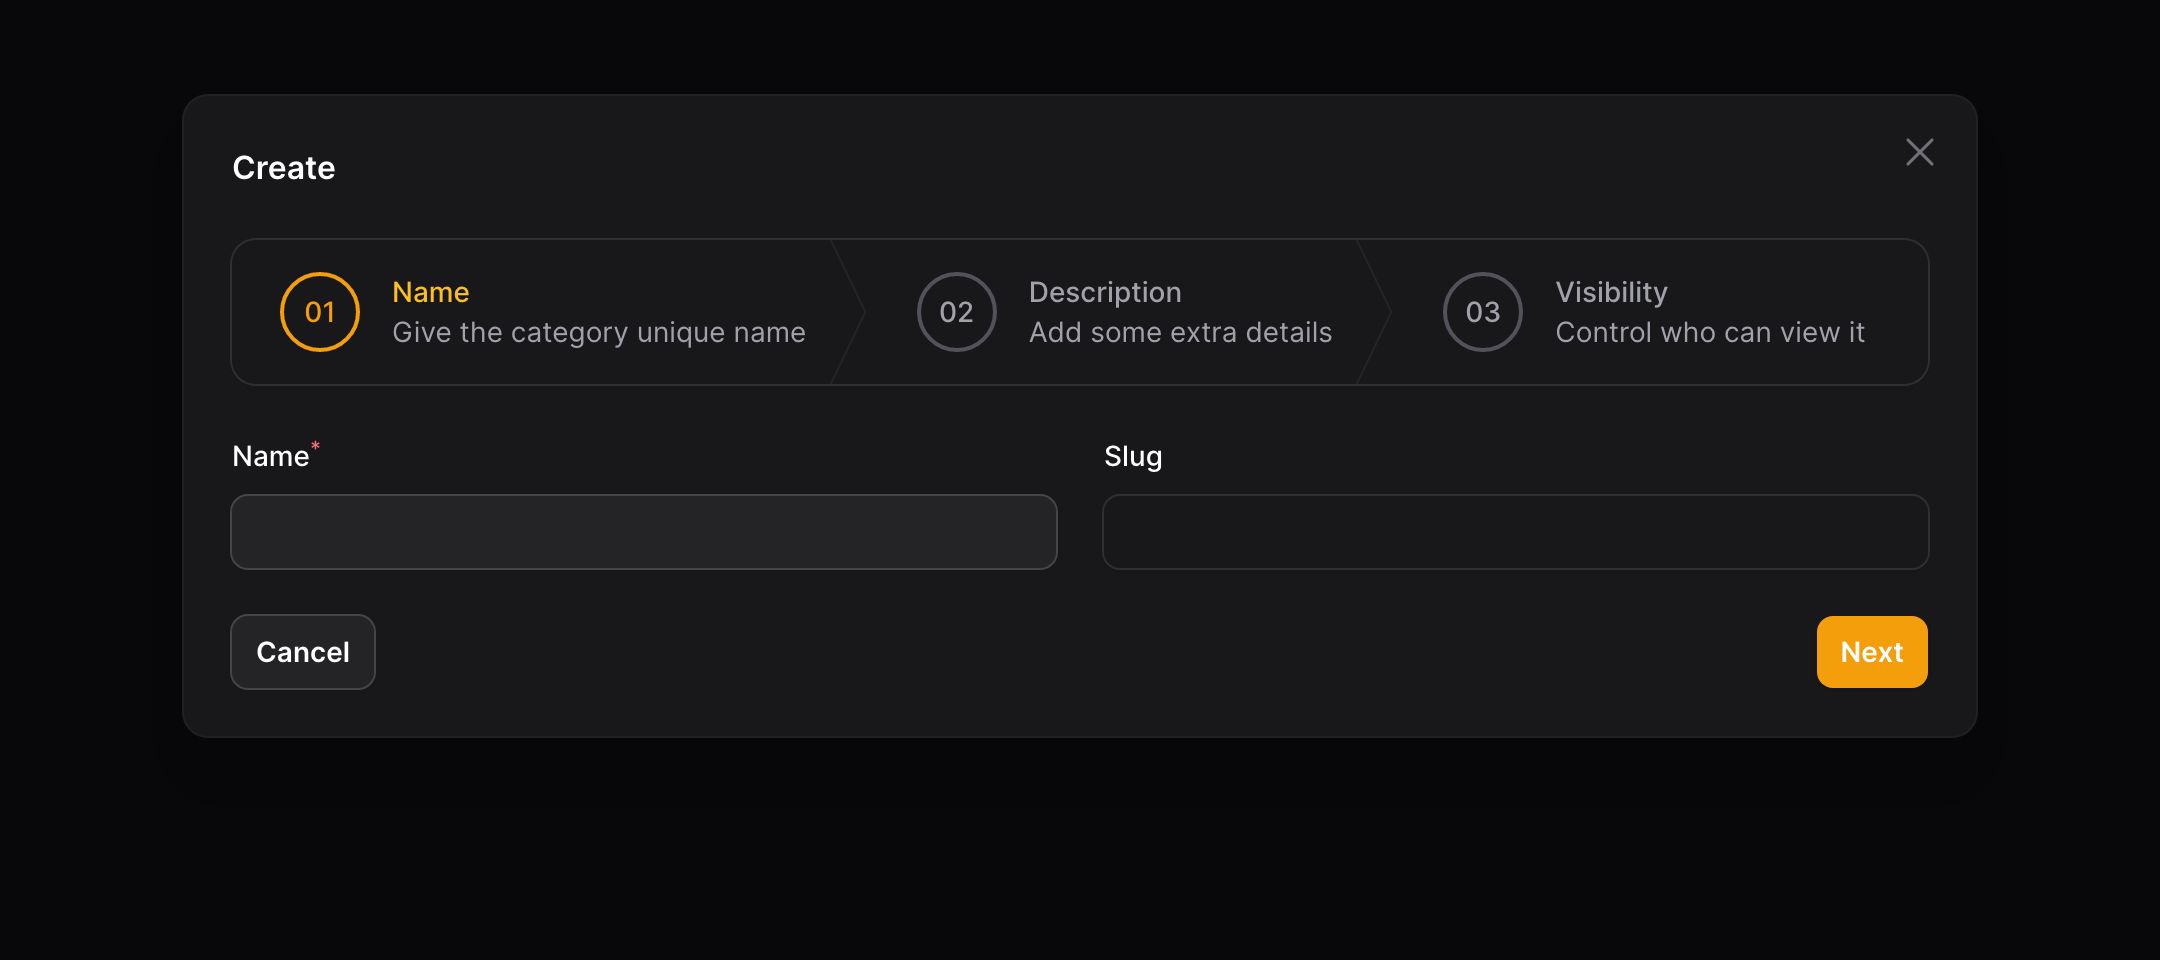 Create
01
Name
Give the category unique name
02
Description
Add some extra details
03
Visibility
Control who can view it
Name*
Slug
Cancel
Next